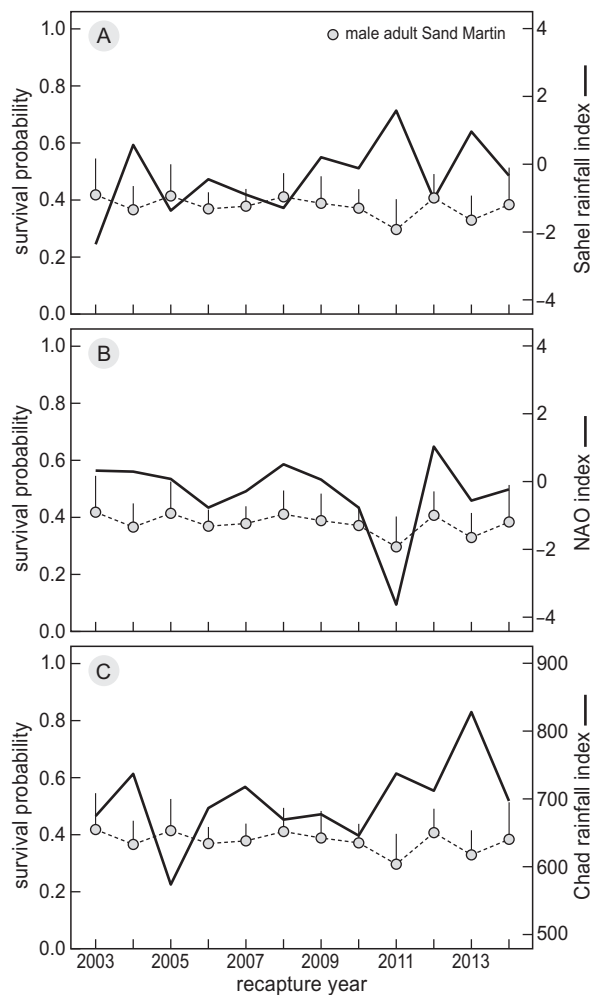 A
male adult Sand Martin
survival probability
1.0
0.8
0.6
0.4
0.2
0.0
4
2
0
–2
–4
Sahel rainfall index
B
survival probability
1.0
0.8
0.6
0.4
0.2
0.0
4
2
0
–2
–4
NAO index
C
survival probability
1.0
0.8
0.6
0.4
0.2
0.0
900
800
700
600
500
Chad rainfall index
2003 2005 2007 2009 2011 2013
recapture year